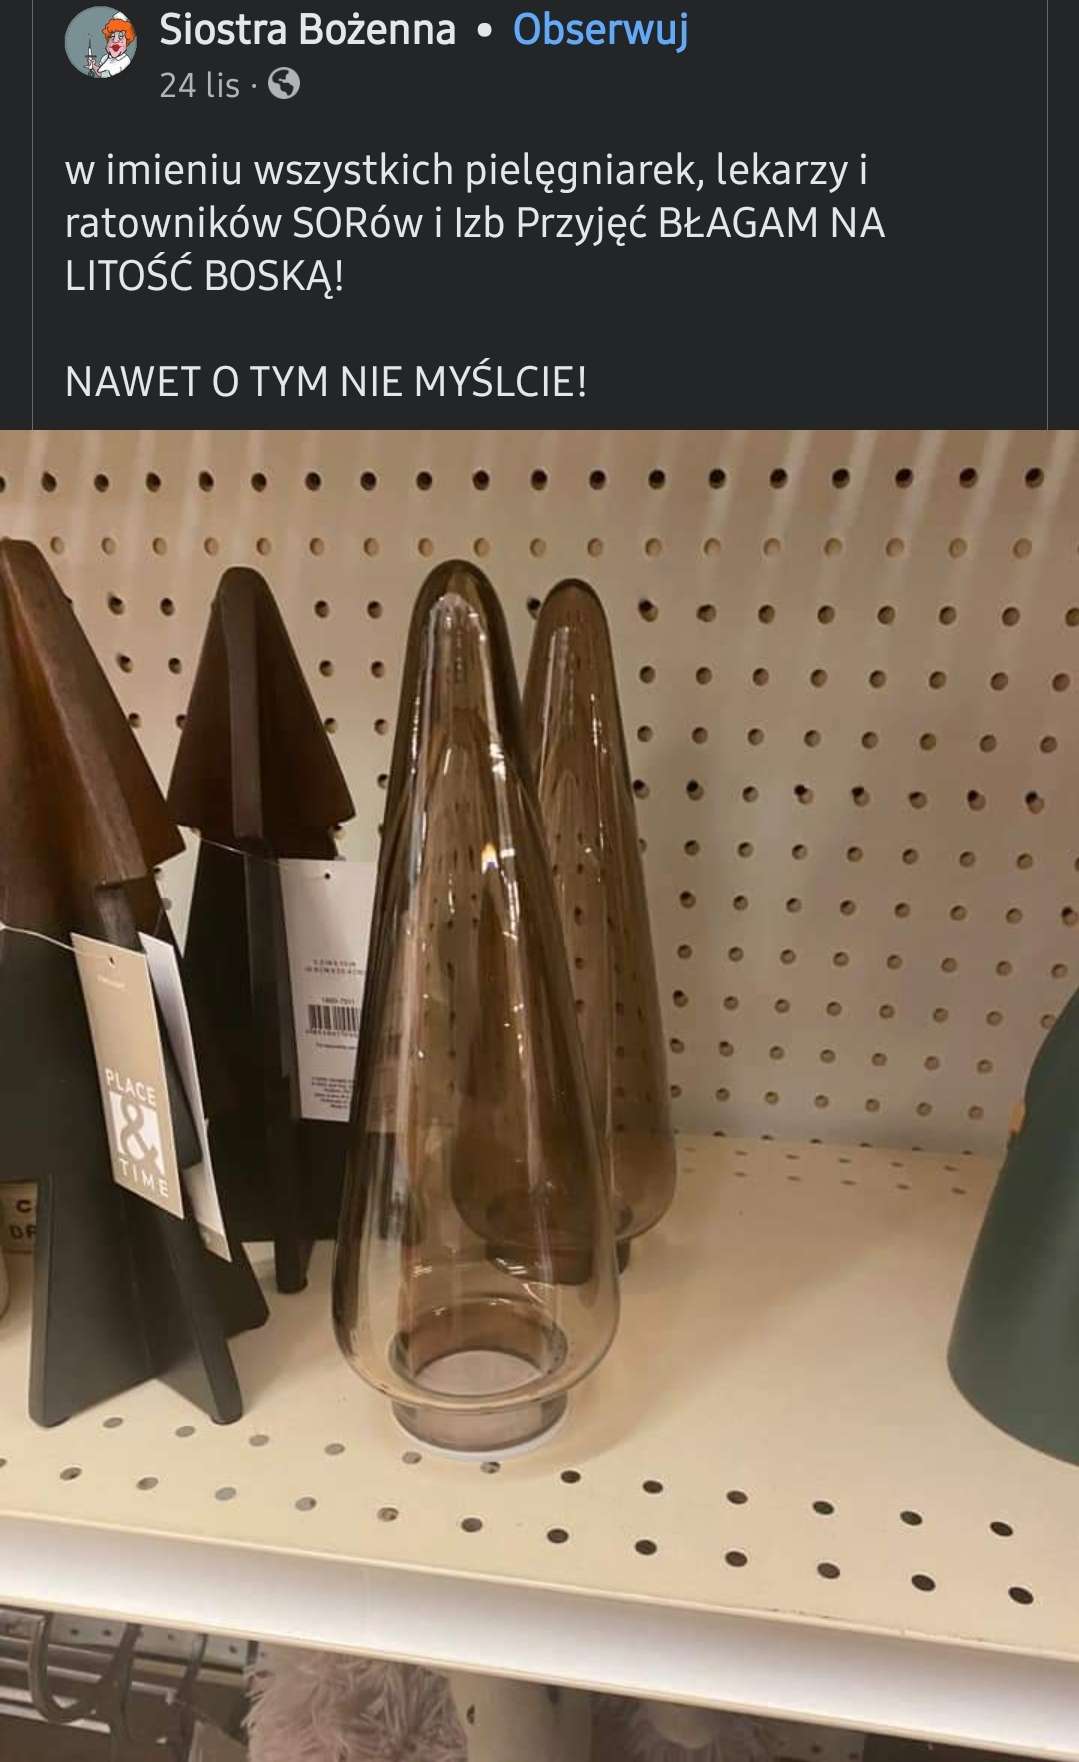 Siostra Bożenna • Obserwuj
24 lis ·
w imieniu wszystkich pielęgniarek, lekarzy i
ratowników SORów i Izb Przyjęć BŁAGAM NA
LITOŚĆ BOSKĄ!
NAWET O TYM NIE MYŚLCIE!
PLACE
&
TIME